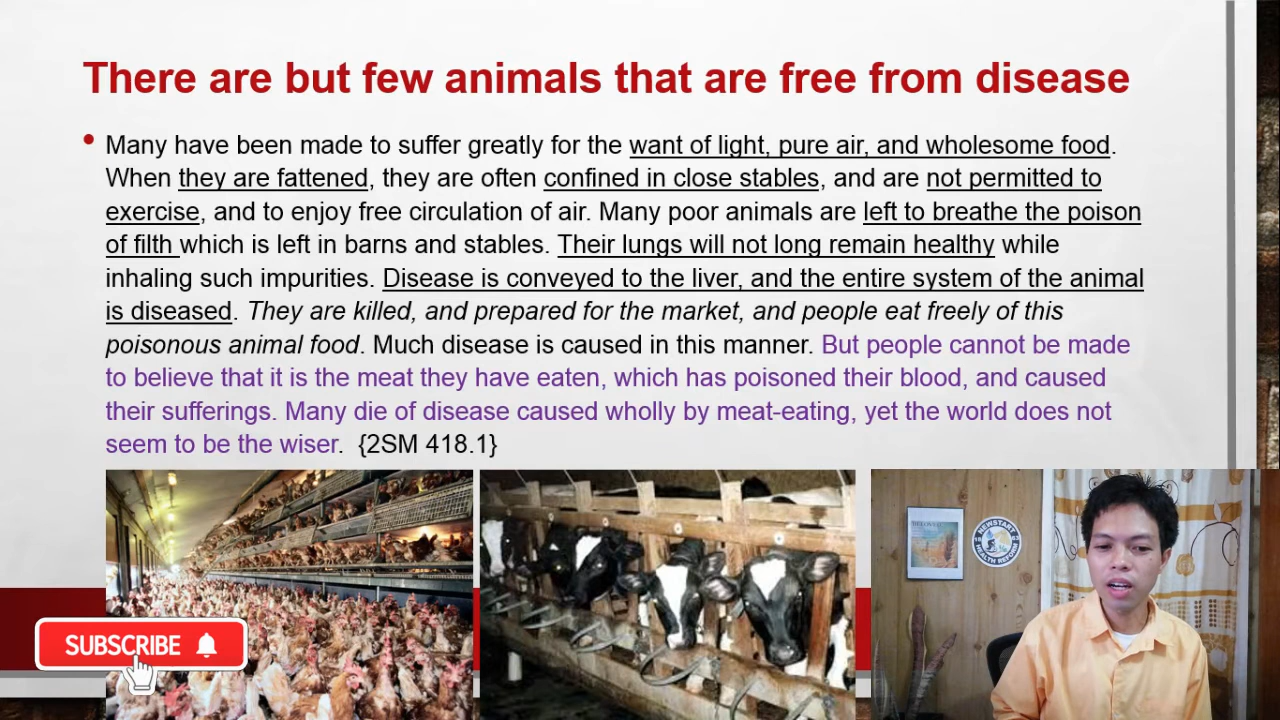 There are but few animals that are free from disease
• Many have been made to suffer greatly for the want of light, pure air, and wholesome food.
When they are fattened, they are often confined in close stables, and are not permitted to
exercise, and to enjoy free circulation of air. Many poor animals are left to breathe the poison
of filth which is left in barns and stables. Their lungs will not long remain healthy while
inhaling such impurities. Disease is conveyed to the liver, and the entire system of the animal
is diseased. They are killed, and prepared for the market, and people eat freely of this
poisonous animal food. Much disease is caused in this manner. But people cannot be made
to believe that it is the meat they have eaten, which has poisoned their blood, and caused
their sufferings. Many die of disease caused wholly by meat-eating, yet the world does not
seem to be the wiser. {2SM 418.1}
NEWSTART
1863
HEALTH REFORM
SUBSCRIBE